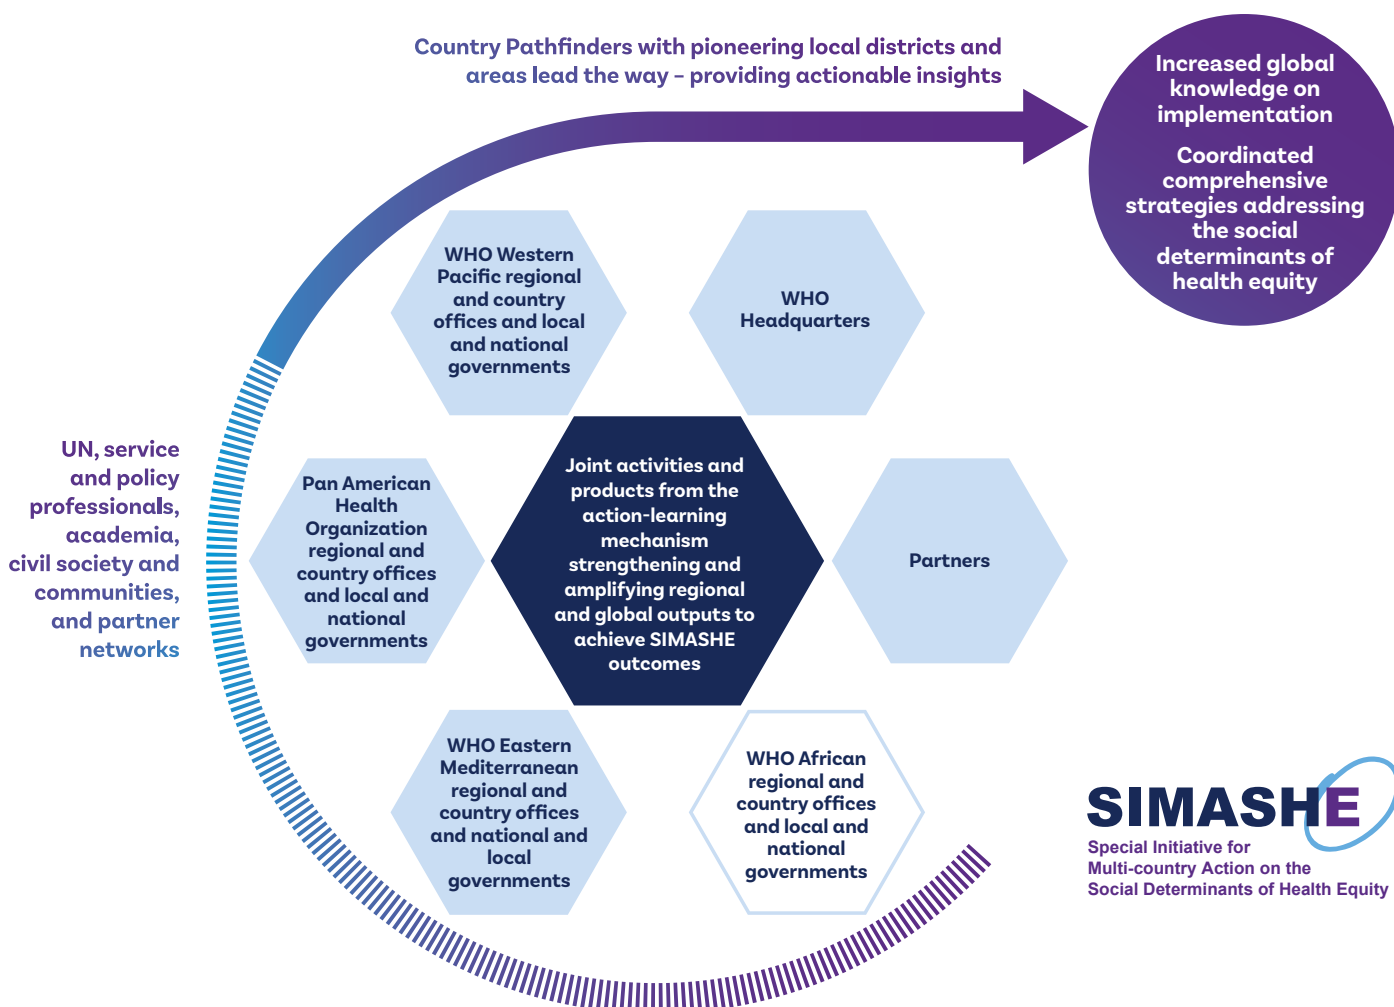 Country Pathfinders with pioneering local districts and
areas lead the way – providing actionable insights
Increased global
knowledge on
implementation
Coordinated
comprehensive
strategies addressing
the social
determinants of
health equity
WHO Western
Pacific regional
and country
offices and local
and national
governments
WHO
Headquarters
UN, service
and policy
professionals,
academia,
civil society and
communities,
and partner
networks
Pan American
Health
Organization
regional and
country offices
and local and
national
governments
Joint activities and
products from the
action-learning
mechanism
strengthening and
amplifying regional
and global outputs to
achieve SIMASHE
outcomes
Partners
WHO Eastern
Mediterranean
regional and
country offices
and national and
local
governments
WHO African
regional and
country offices
and local and
national
governments
SIMASHE
Special Initiative for
Multi-country Action on the
Social Determinants of Health Equity